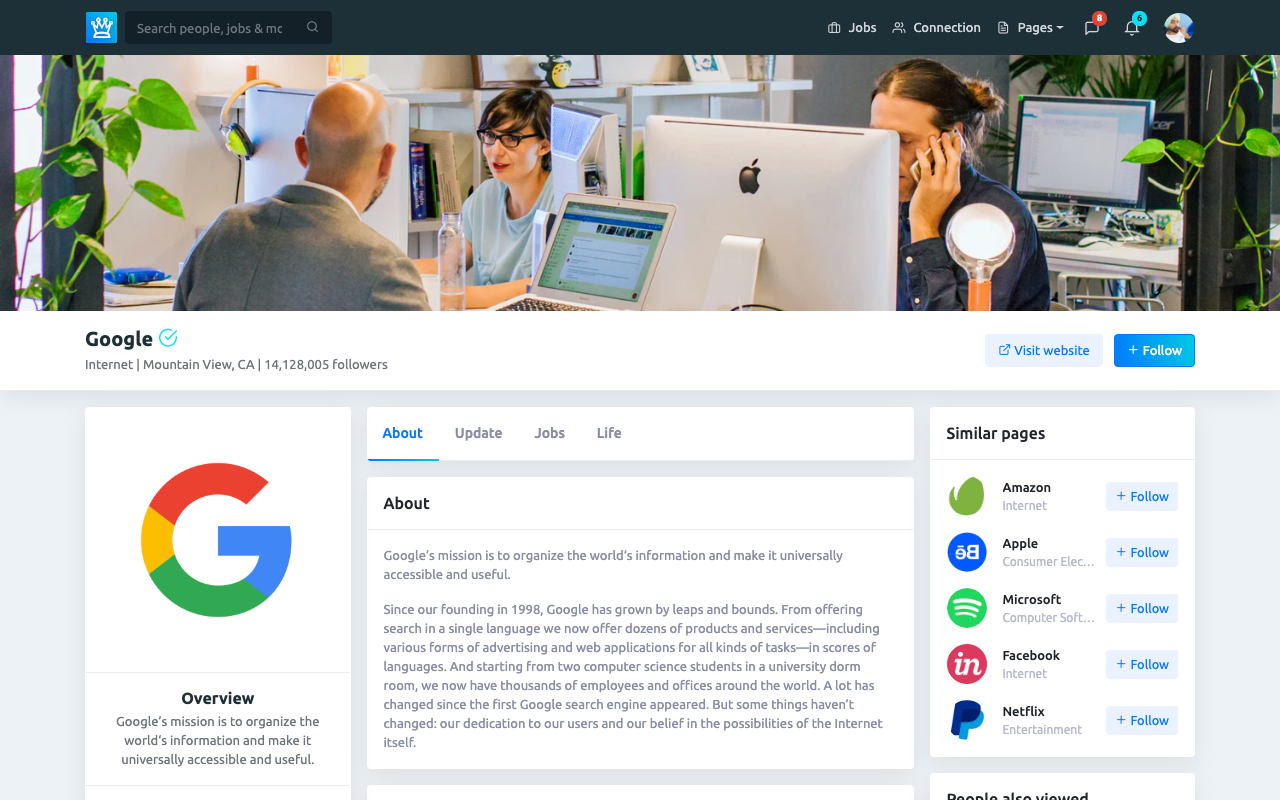 Search people, jobs & mc
Jobs
Connection
Pages
8
6
acer
Google
Internet | Mountain View, CA | 14,128,005 followers
Visit website
+ Follow
About
Update
Jobs
Life
Similar pages
About
Google’s mission is to organize the world’s information and make it universally
accessible and useful.
Since our founding in 1998, Google has grown by leaps and bounds. From offering
search in a single language we now offer dozens of products and services—including
various forms of advertising and web applications for all kinds of tasks—in scores of
languages. And starting from two computer science students in a university dorm
room, we now have thousands of employees and offices around the world. A lot has
changed since the first Google search engine appeared. But some things haven’t
changed: our dedication to our users and our belief in the possibilities of the Internet
itself.
Overview
Google’s mission is to organize the
world’s information and make it
universally accessible and useful.
Amazon
Internet
+ Follow
Bē
Apple
Consumer Elec...
+ Follow
Microsoft
Computer Soft...
+ Follow
in
Facebook
Internet
+ Follow
Netflix
Entertainment
+ Follow
People also viewed